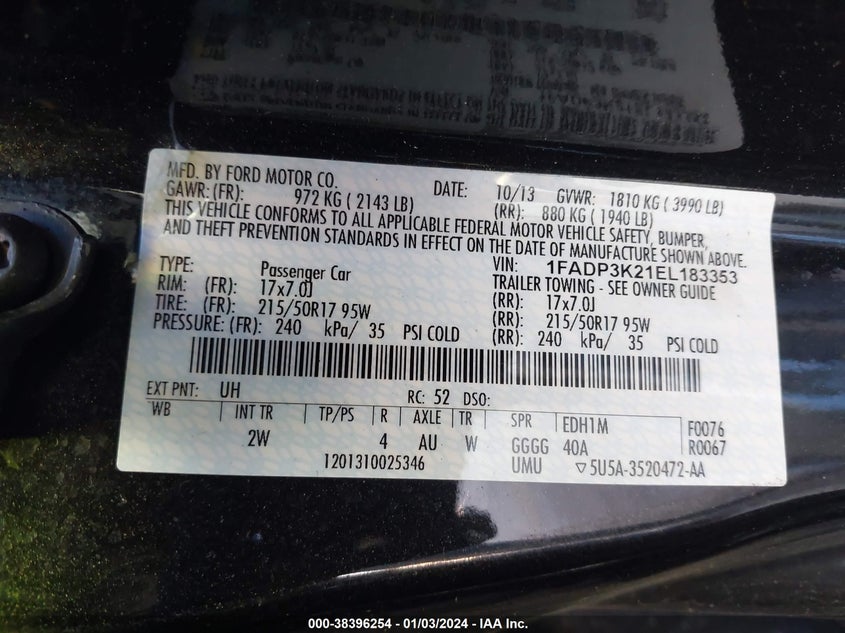 MFD. BY FORD MOTOR CO.
DATE: 10/13 GVWR: 1810 KG ( 3990 LB)
GAWR: (FR): 972 KG ( 2143 LB) (RR): 880 KG ( 1940 LB)
THIS VEHICLE CONFORMS TO ALL APPLICABLE FEDERAL MOTOR VEHICLE SAFETY, BUMPER,
AND THEFT PREVENTION STANDARDS IN EFFECT ON THE DATE OF MANUFACTURE SHOWN ABOVE.
VIN: 1FADP3K21EL183353
TYPE: Passenger Car TRAILER TOWING - SEE OWNER GUIDE
RIM: (FR): 17x7.0J (RR): 17x7.0J
TIRE: (FR): 215/50R17 95W (RR): 215/50R17 95W
PRESSURE: (FR): 240 kPa/ 35 PSI COLD (RR): 240 kPa/ 35 PSI COLD
EXT PNT: UH RC: 52 DSO:
WB INT TR TP/PS R AXLE TR SPR EDH1M F0076
2W 4 AU W GGGG 40A R0067
1201310025346 UMU ▽5U5A-3520472-AA
000-38396254 - 01/03/2024 - IAA Inc.